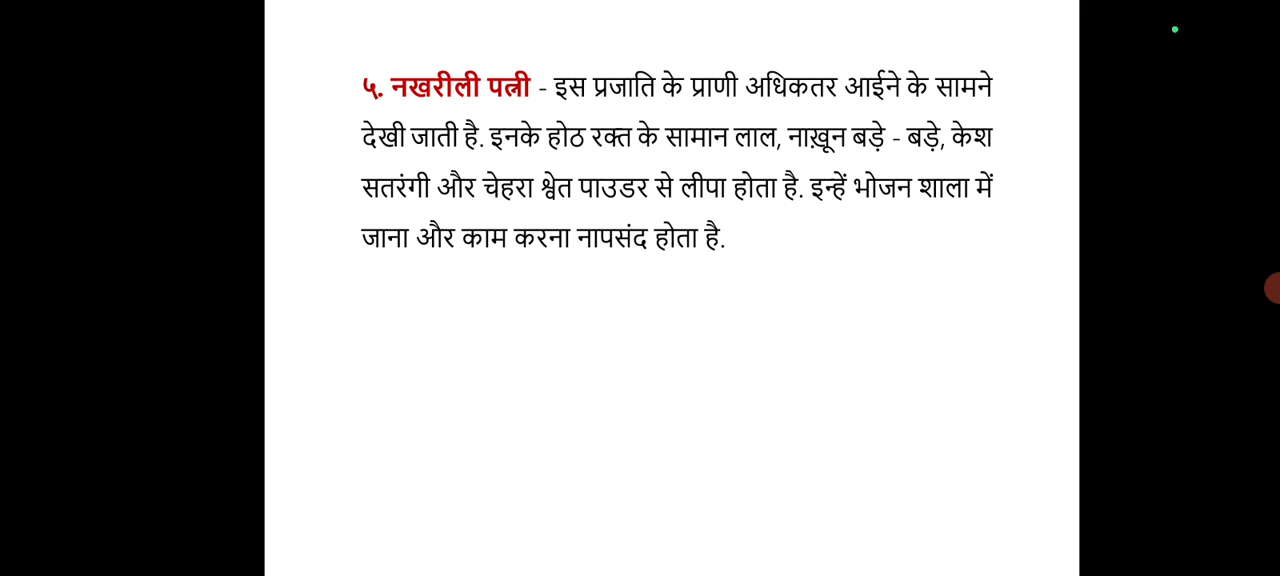 ५. नखरीली पत्नी - इस प्रजाति के प्राणी अधिकतर आईने के सामने
देखी जाती है. इनके होठ रक्त के सामान लाल, नाख़ून बड़े - बड़े, केश
सतरंगी और चेहरा श्वेत पाउडर से लीपा होता है. इन्हें भोजन शाला में
जाना और काम करना नापसंद होता है.